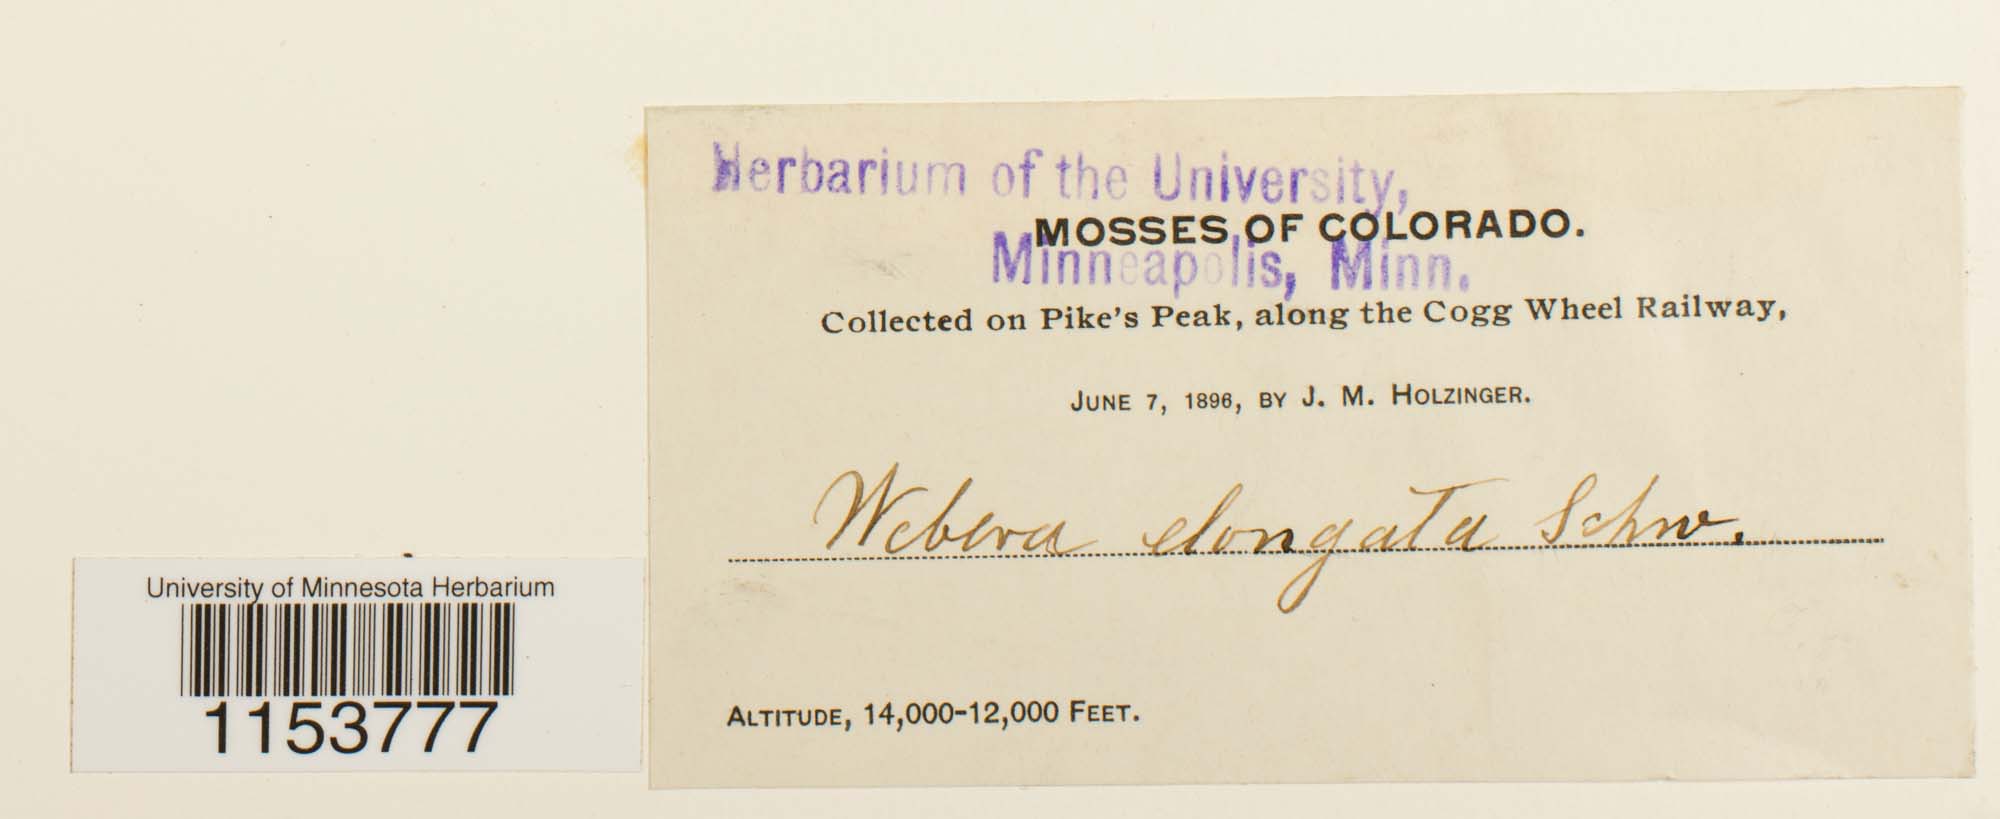 Herbarium of the University,
MOSSES OF COLORADO.
Minneapolis, Minn.
Collected on Pike's Peak, along the Cogg Wheel Railway,
JUNE 7, 1896, BY J. M. HOLZINGER.
Webera elongata Schw.
ALTITUDE, 14,000-12,000 FEET.
University of Minnesota Herbarium
1153777